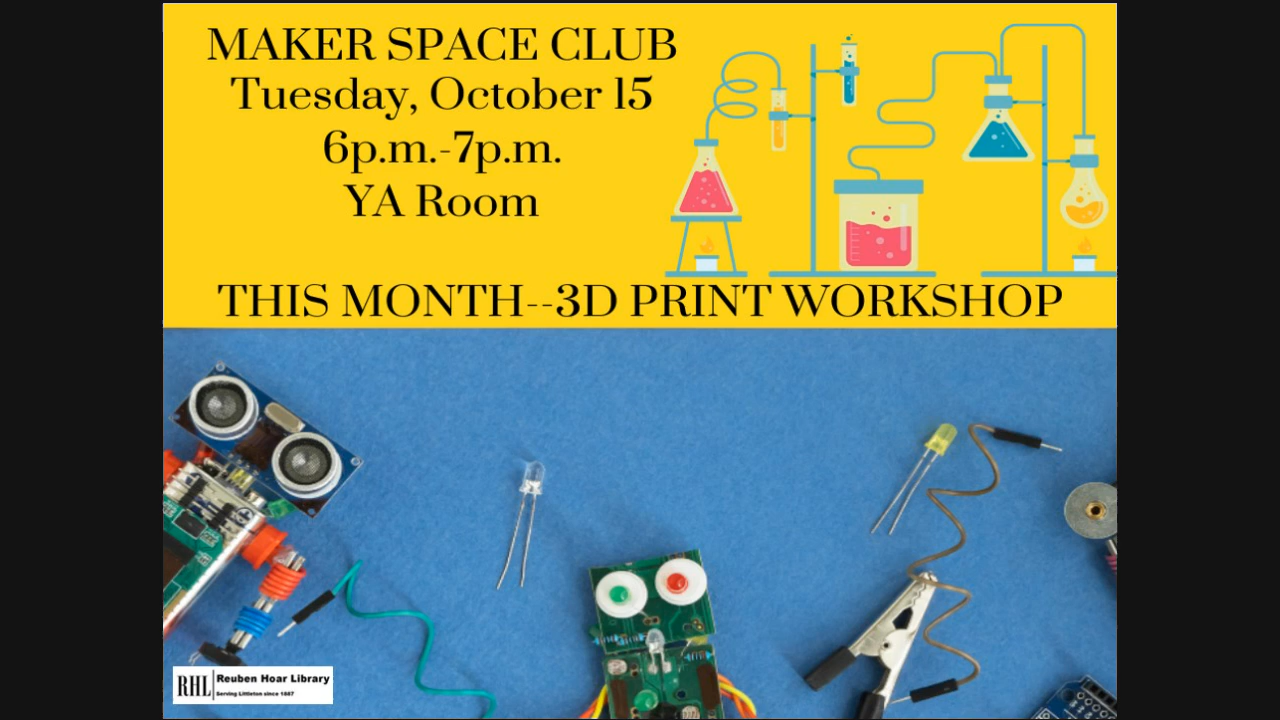 MAKER SPACE CLUB
Tuesday, October 15
6p.m.-7p.m.
YA Room
THIS MONTH--3D PRINT WORKSHOP
RHL
Reuben Hoar Library
Serving Littleton since 1887